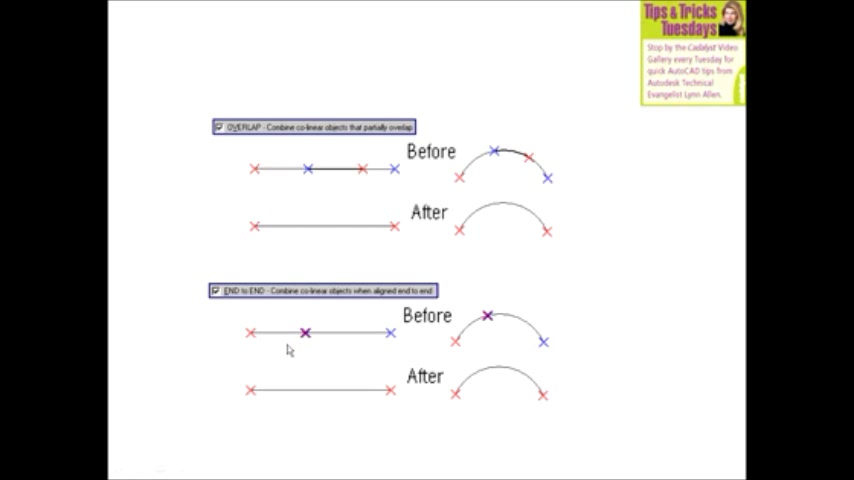 Tips & Tricks
Tuesdays
Stop by the Cadalyst Video
Gallery every Tuesday for
quick AutoCAD tips from
Autodesk Technical
Evangelist Lynn Allen.
OVERLAP - Combine co-linear objects that partially overlap
Before
After
END to END - Combine co-linear objects when aligned end to end
Before
After